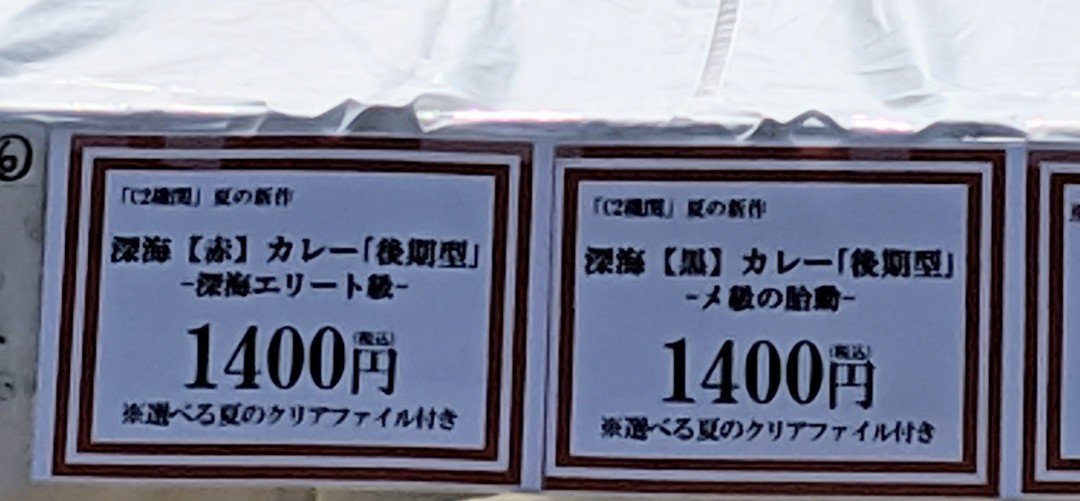 ⑥
「C2機関」夏の新作
深海【赤】カレー「後期型」
-深海エリート級-
1400円(税込)
※選べる夏のクリアファイル付き
「C2機関」夏の新作
深海【黒】カレー「後期型」
-メ級の胎動-
1400円(税込)
※選べる夏のクリアファイル付き